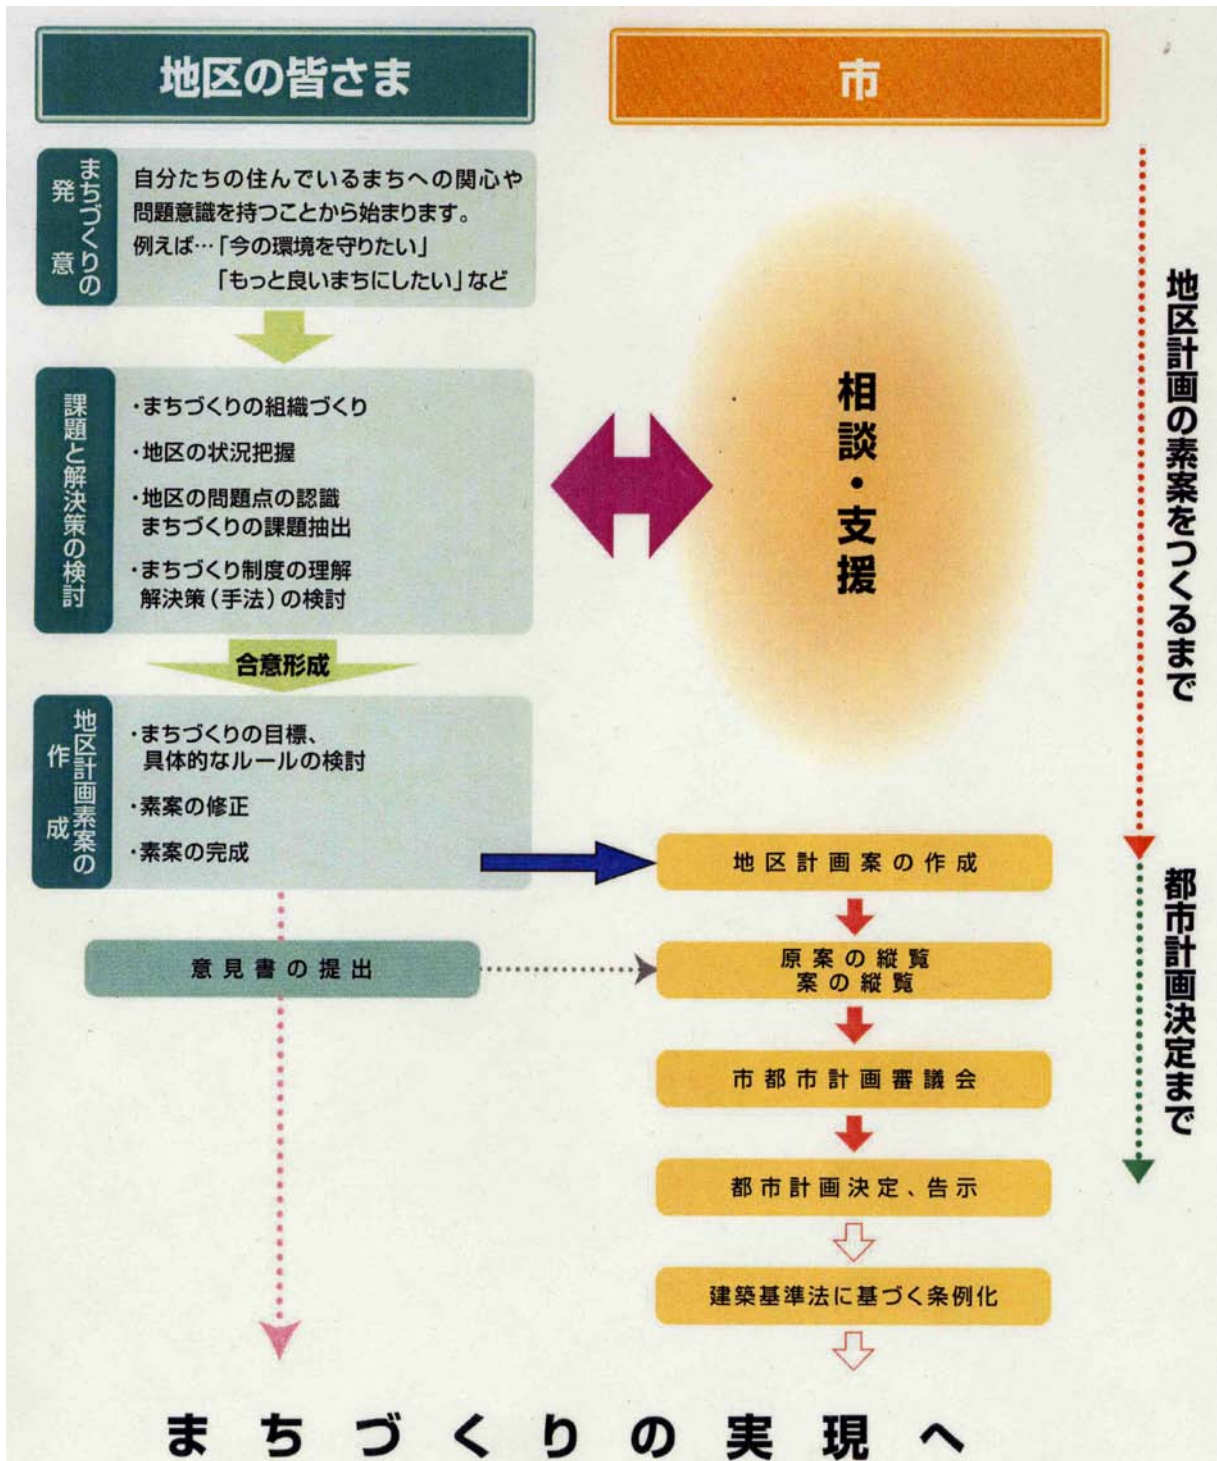 地区の皆さま
市
まちづくりの
発意
自分たちの住んでいるまちへの関心や
問題意識を持つことから始まります。
例えば…「今の環境を守りたい」
「もっと良いまちにしたい」など
課題と解決策の検討
・まちづくりの組織づくり
・地区の状況把握
・地区の問題点の認識
まちづくりの課題抽出
・まちづくり制度の理解
解決策（手法）の検討
相談・支援
地区計画の素案をつくるまで
合意形成
地区計画素案の
作成
・まちづくりの目標、
具体的なルールの検討
・素案の修正
・素案の完成
地区計画案の作成
意見書の提出
原案の縦覧
案の縦覧
市都市計画審議会
都市計画決定、告示
建築基準法に基づく条例化
都市計画決定まで
まちづくりの実現へ